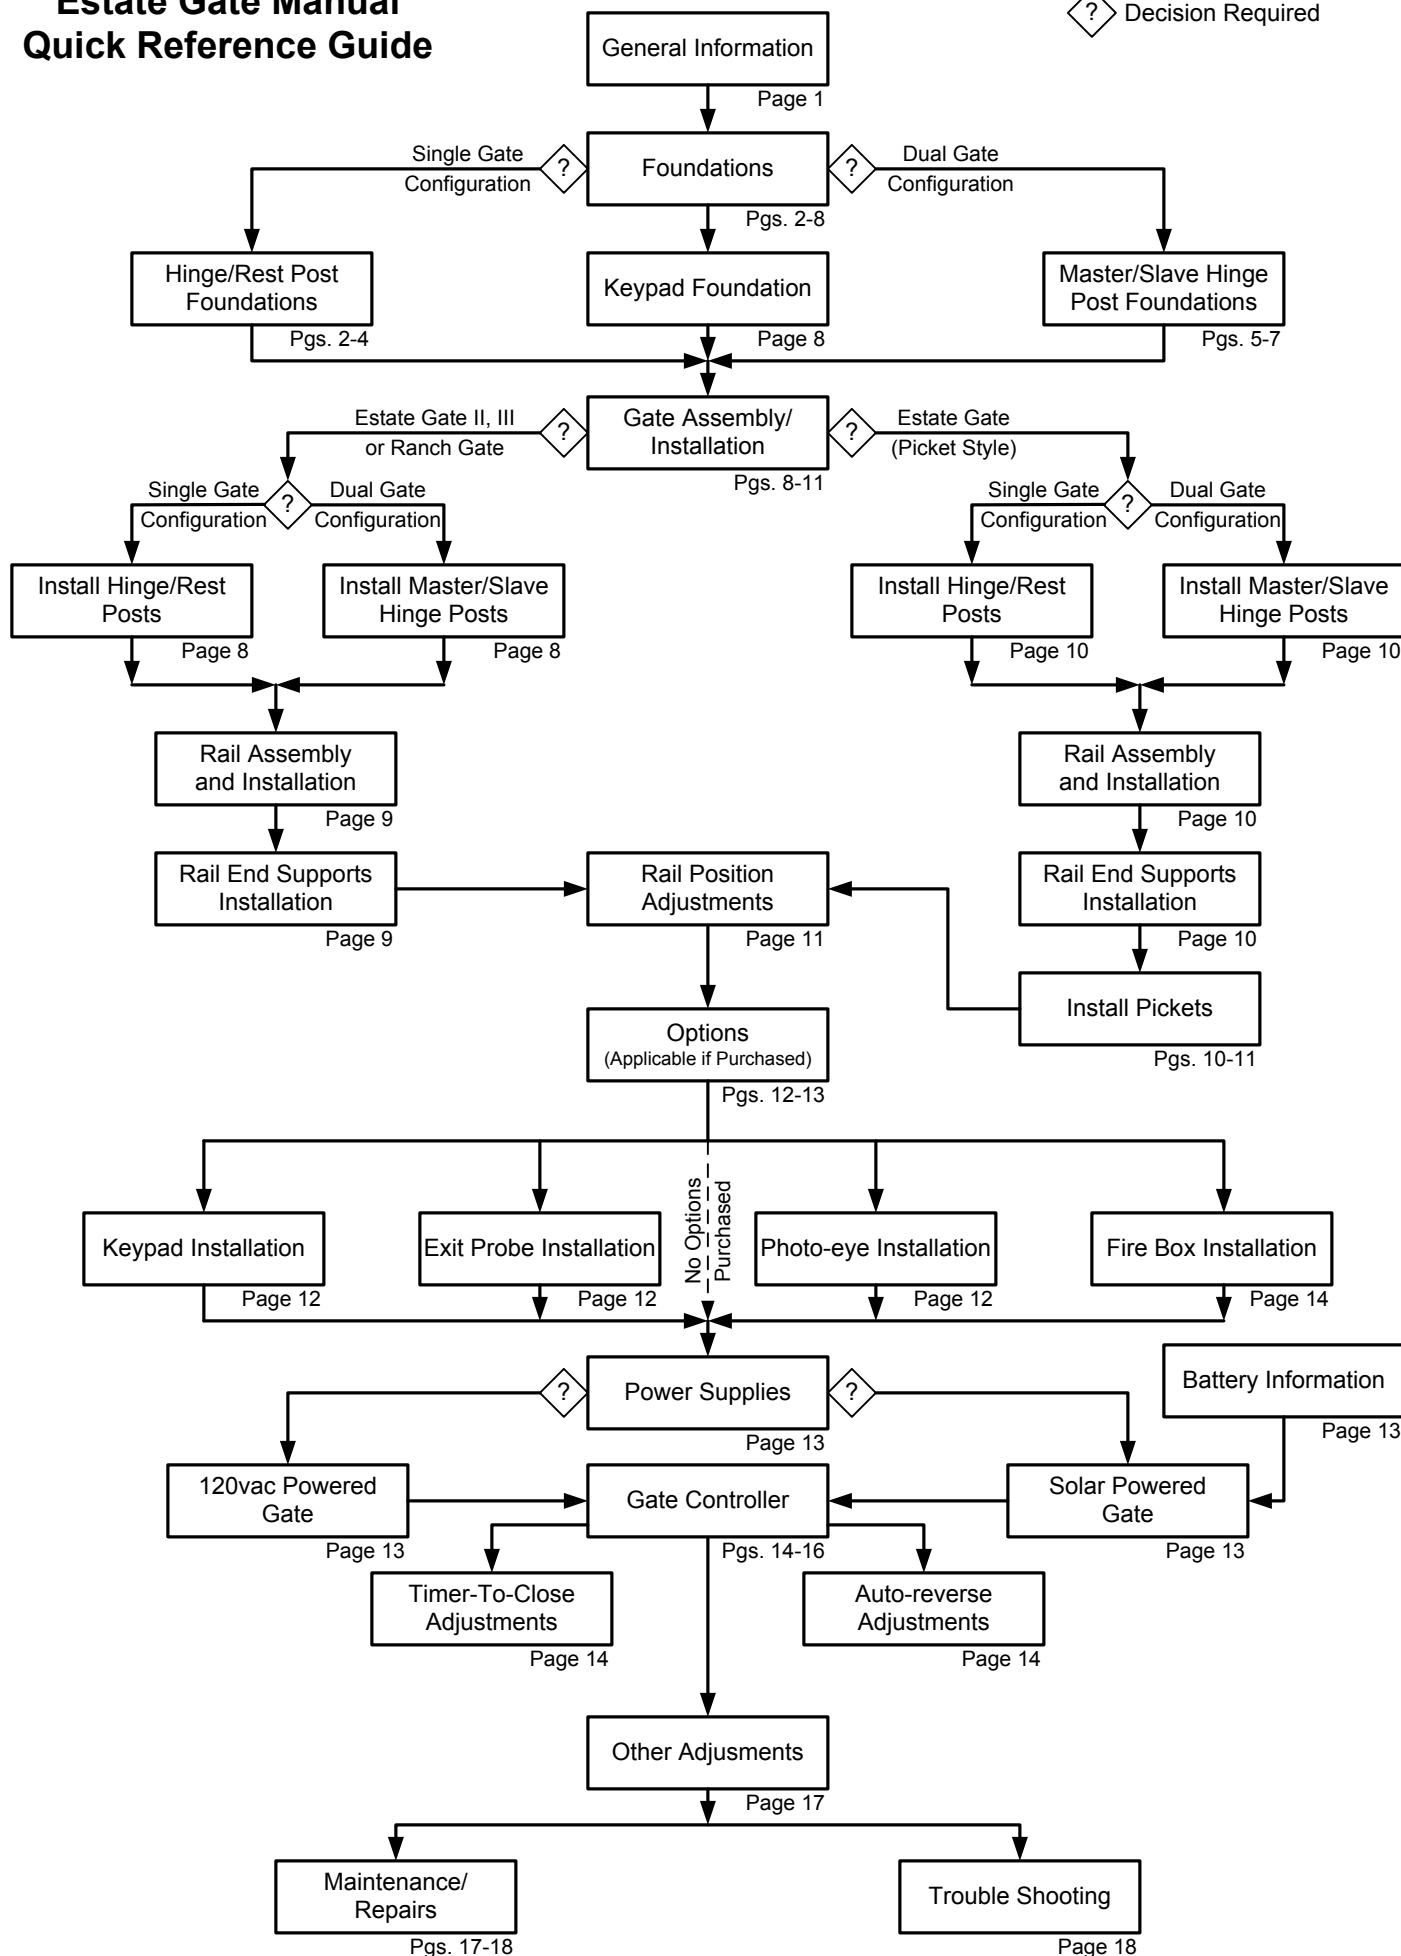 Estate Gate Manual
Quick Reference Guide
? Decision Required
General Information
Page 1
Single Gate
Configuration
?
Foundations
?
Dual Gate
Configuration
Pgs. 2-8
Hinge/Rest Post
Foundations
Pgs. 2-4
Keypad Foundation
Page 8
Master/Slave Hinge
Post Foundations
Pgs. 5-7
Estate Gate II, III
or Ranch Gate
?
Gate Assembly/
Installation
?
Estate Gate
(Picket Style)
Pgs. 8-11
Single Gate
Configuration
?
Dual Gate
Configuration
Single Gate
Configuration
?
Dual Gate
Configuration
Install Hinge/Rest
Posts
Page 8
Install Master/Slave
Hinge Posts
Page 8
Install Hinge/Rest
Posts
Page 10
Install Master/Slave
Hinge Posts
Page 10
Rail Assembly
and Installation
Page 9
Rail Assembly
and Installation
Page 10
Rail End Supports
Installation
Page 9
Rail Position
Adjustments
Page 11
Rail End Supports
Installation
Page 10
Install Pickets
Pgs. 10-11
Options
(Applicable if Purchased)
Pgs. 12-13
No Options
Purchased
Keypad Installation
Page 12
Exit Probe Installation
Page 12
Photo-eye Installation
Page 12
Fire Box Installation
Page 14
?
Power Supplies
?
Page 13
Battery Information
Page 13
120vac Powered
Gate
Page 13
Gate Controller
Pgs. 14-16
Solar Powered
Gate
Page 13
Timer-To-Close
Adjustments
Page 14
Auto-reverse
Adjustments
Page 14
Other Adjusments
Page 17
Maintenance/
Repairs
Pgs. 17-18
Trouble Shooting
Page 18